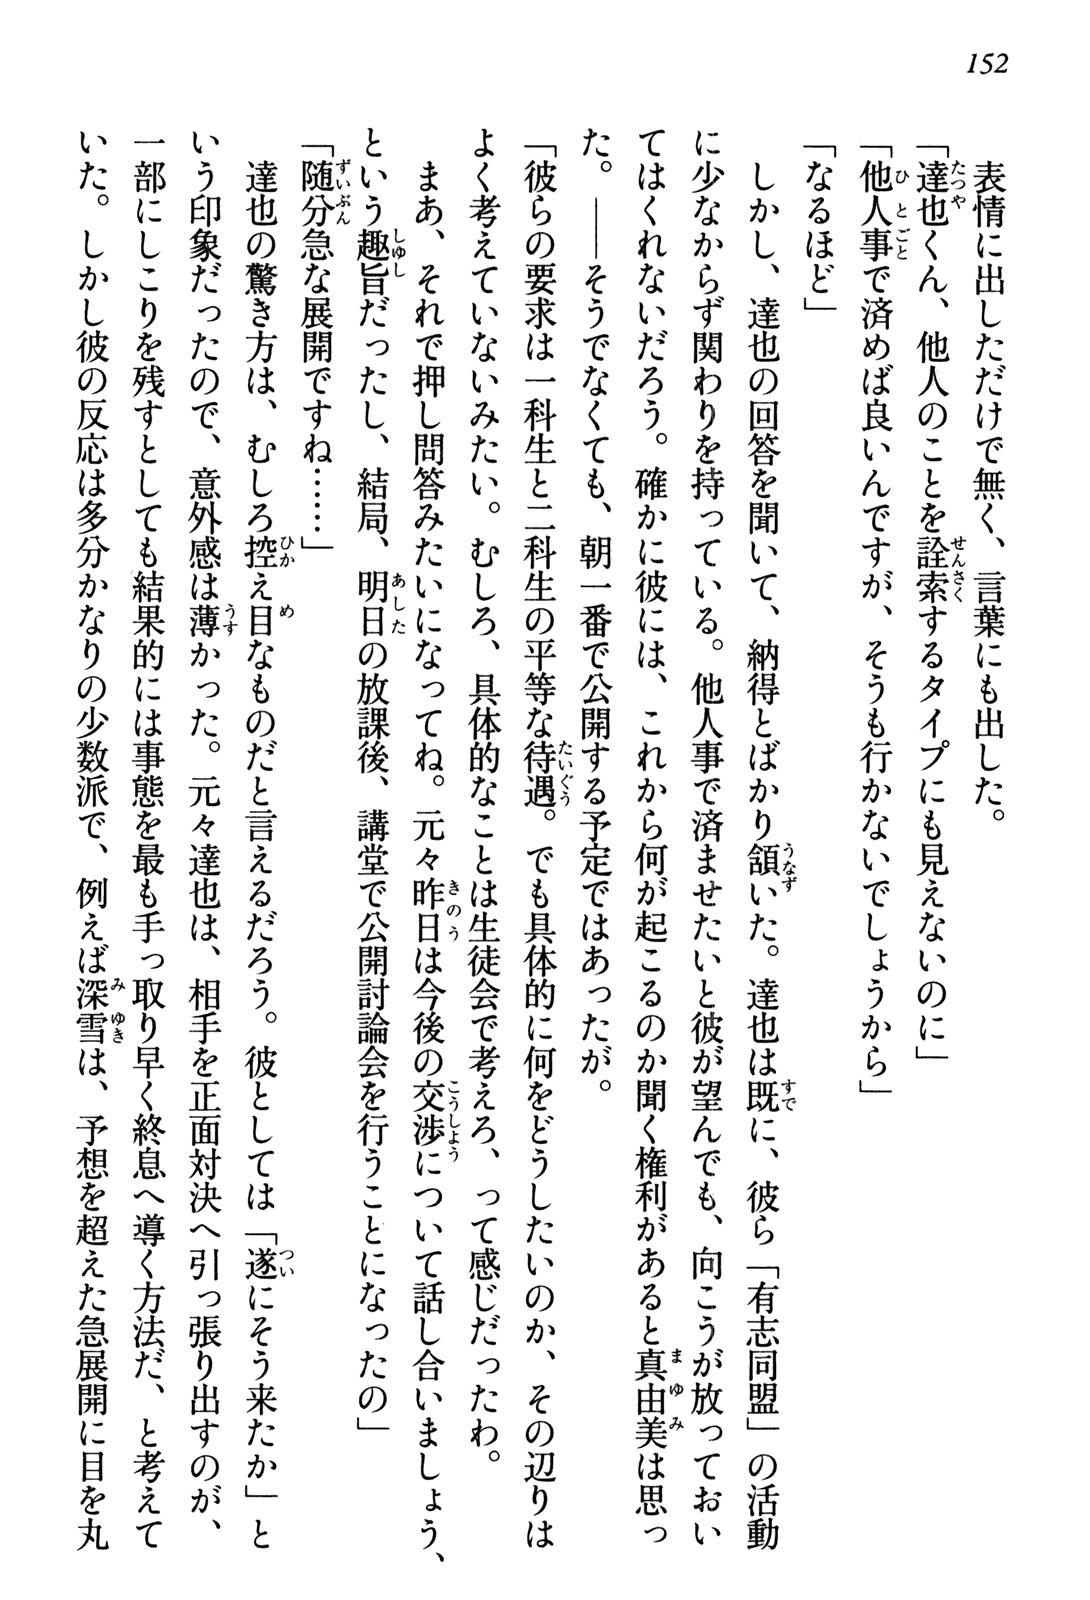 152
表情に出しただけで無く、言葉にも出した。
「達也くん、他人のことを詮索するタイプにも見えないのに」
「他人事で済めば良いんですが、そうも行かないでしょうから」
「なるほど」
しかし、達也の回答を聞いて、納得とばかり頷いた。達也は既に、彼ら「有志同盟」の活動
に少なからず関わりを持っている。他人事で済ませたいと彼が望んでも、向こうが放っておい
てはくれないだろう。確かに彼には、これから何が起こるのか聞く権利があると真由美は思っ
た。――そうでなくても、朝一番で公開する予定ではあったが。
「彼らの要求は一科生と二科生の平等な待遇。でも具体的に何をどうしたいのか、その辺りは
よく考えていないみたい。むしろ、具体的なことは生徒会で考えろ、って感じだったわ。
まあ、それで押し問答みたいになってね。元々昨日は今後の交渉について話し合いましょう、
という趣旨だったし、結局、明日の放課後、講堂で公開討論会を行うことになったの」
「随分急な展開ですね……」
達也の驚き方は、むしろ控え目なものだと言えるだろう。彼としては「遂にそう来たか」と
いう印象だったので、意外感は薄かった。元々達也は、相手を正面対決へ引っ張り出すのが、
一部にしこりを残すとしても結果的には事態を最も手っ取り早く終息へ導く方法だ、と考えて
いた。しかし彼の反応は多分かなりの少数派で、例えば深雪は、予想を超えた急展開に目を丸